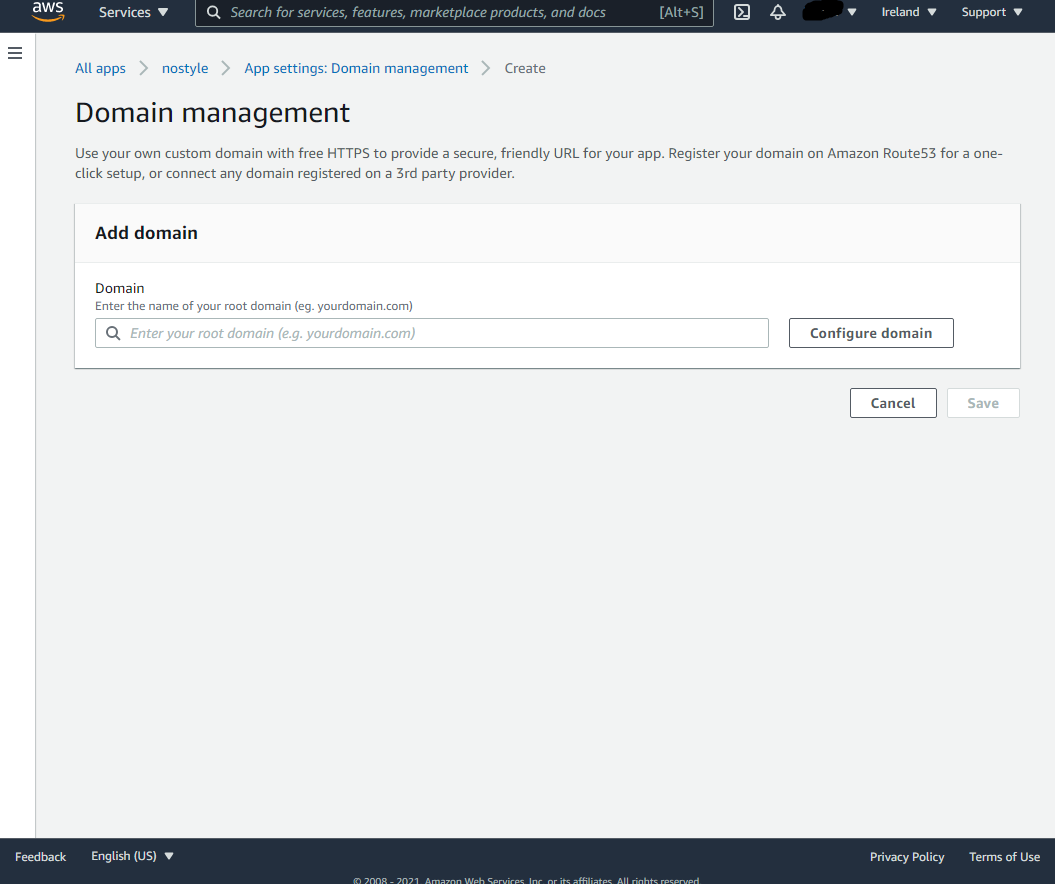 aws Services Search for services, features, marketplace products, and docs [Alt+S] Ireland Support
All apps nostyle App settings: Domain management Create
Domain management
Use your own custom domain with free HTTPS to provide a secure, friendly URL for your app. Register your domain on Amazon Route53 for a one-
click setup, or connect any domain registered on a 3rd party provider.
Add domain
Domain
Enter the name of your root domain (eg. yourdomain.com)
Enter your root domain (e.g. yourdomain.com) Configure domain
Cancel Save
Feedback English (US) Privacy Policy Terms of Use
© 2008 - 2021, Amazon Web Services, Inc. or its affiliates. All rights reserved.